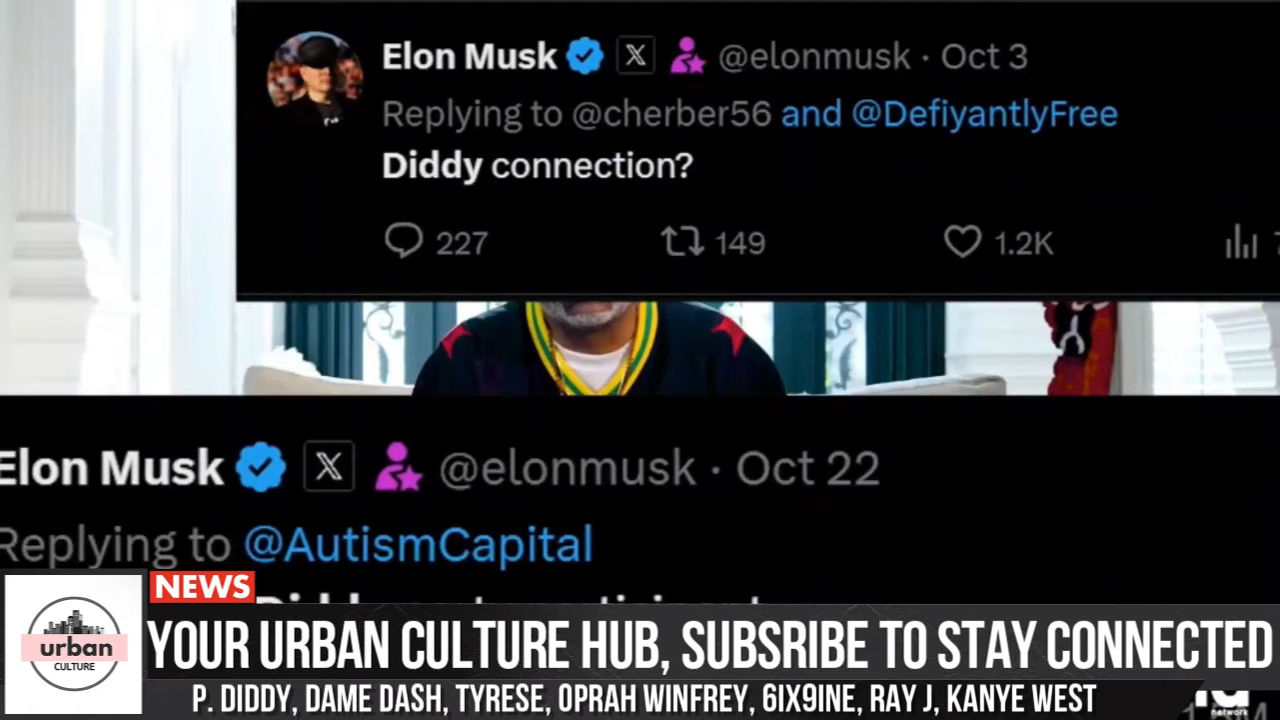 Elon Musk @elonmusk · Oct 3
Replying to @cherber56 and @DefiyantlyFree
Diddy connection?
227 149 1.2K
Elon Musk @elonmusk · Oct 22
Replying to @AutismCapital
NEWS
urban
CULTURE
YOUR URBAN CULTURE HUB, SUBSRIBE TO STAY CONNECTED
P. DIDDY, DAME DASH, TYRESE, OPRAH WINFREY, 6IX9INE, RAY J, KANYE WEST
network